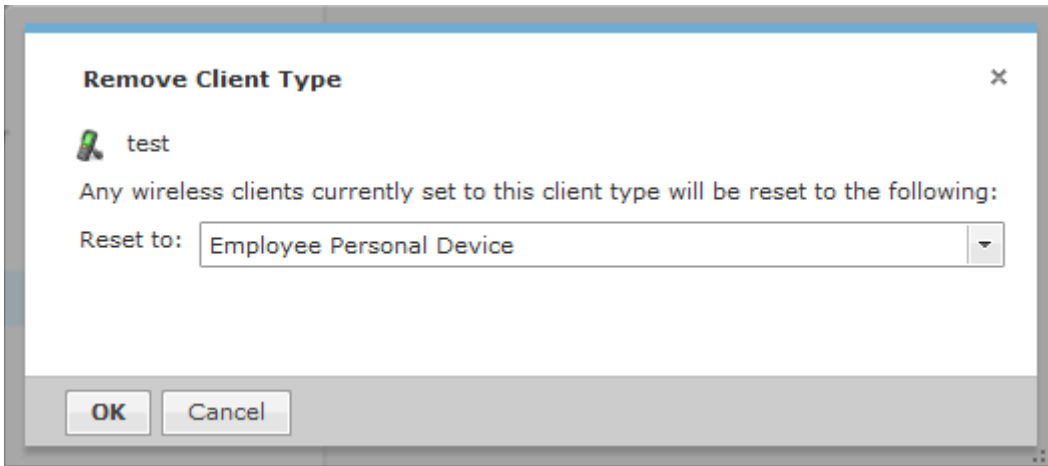 Remove Client Type
test
Any wireless clients currently set to this client type will be reset to the following:
Reset to: Employee Personal Device
OK Cancel